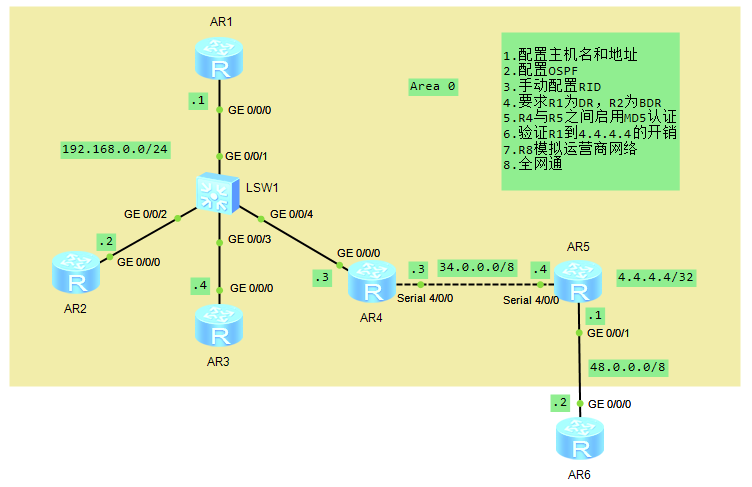 AR1
1.配置主机名和地址
2.配置OSPF
3.手动配置RID
4.要求R1为DR，R2为BDR
5.R4与R5之间启用MD5认证
6.验证R1到4.4.4.4的开销
7.R8模拟运营商网络
8.全网通
Area 0
.1
GE 0/0/0
192.168.0.0/24
GE 0/0/1
LSW1
GE 0/0/2
GE 0/0/4
.2
GE 0/0/0
GE 0/0/3
GE 0/0/0
AR5
.3
.3
34.0.0.0/8
.4
4.4.4.4/32
.4
GE 0/0/0
Serial 4/0/0
Serial 4/0/0
AR2
AR4
.1
GE 0/0/1
AR3
48.0.0.0/8
.2
GE 0/0/0
AR6
R
R
R
R
R
R